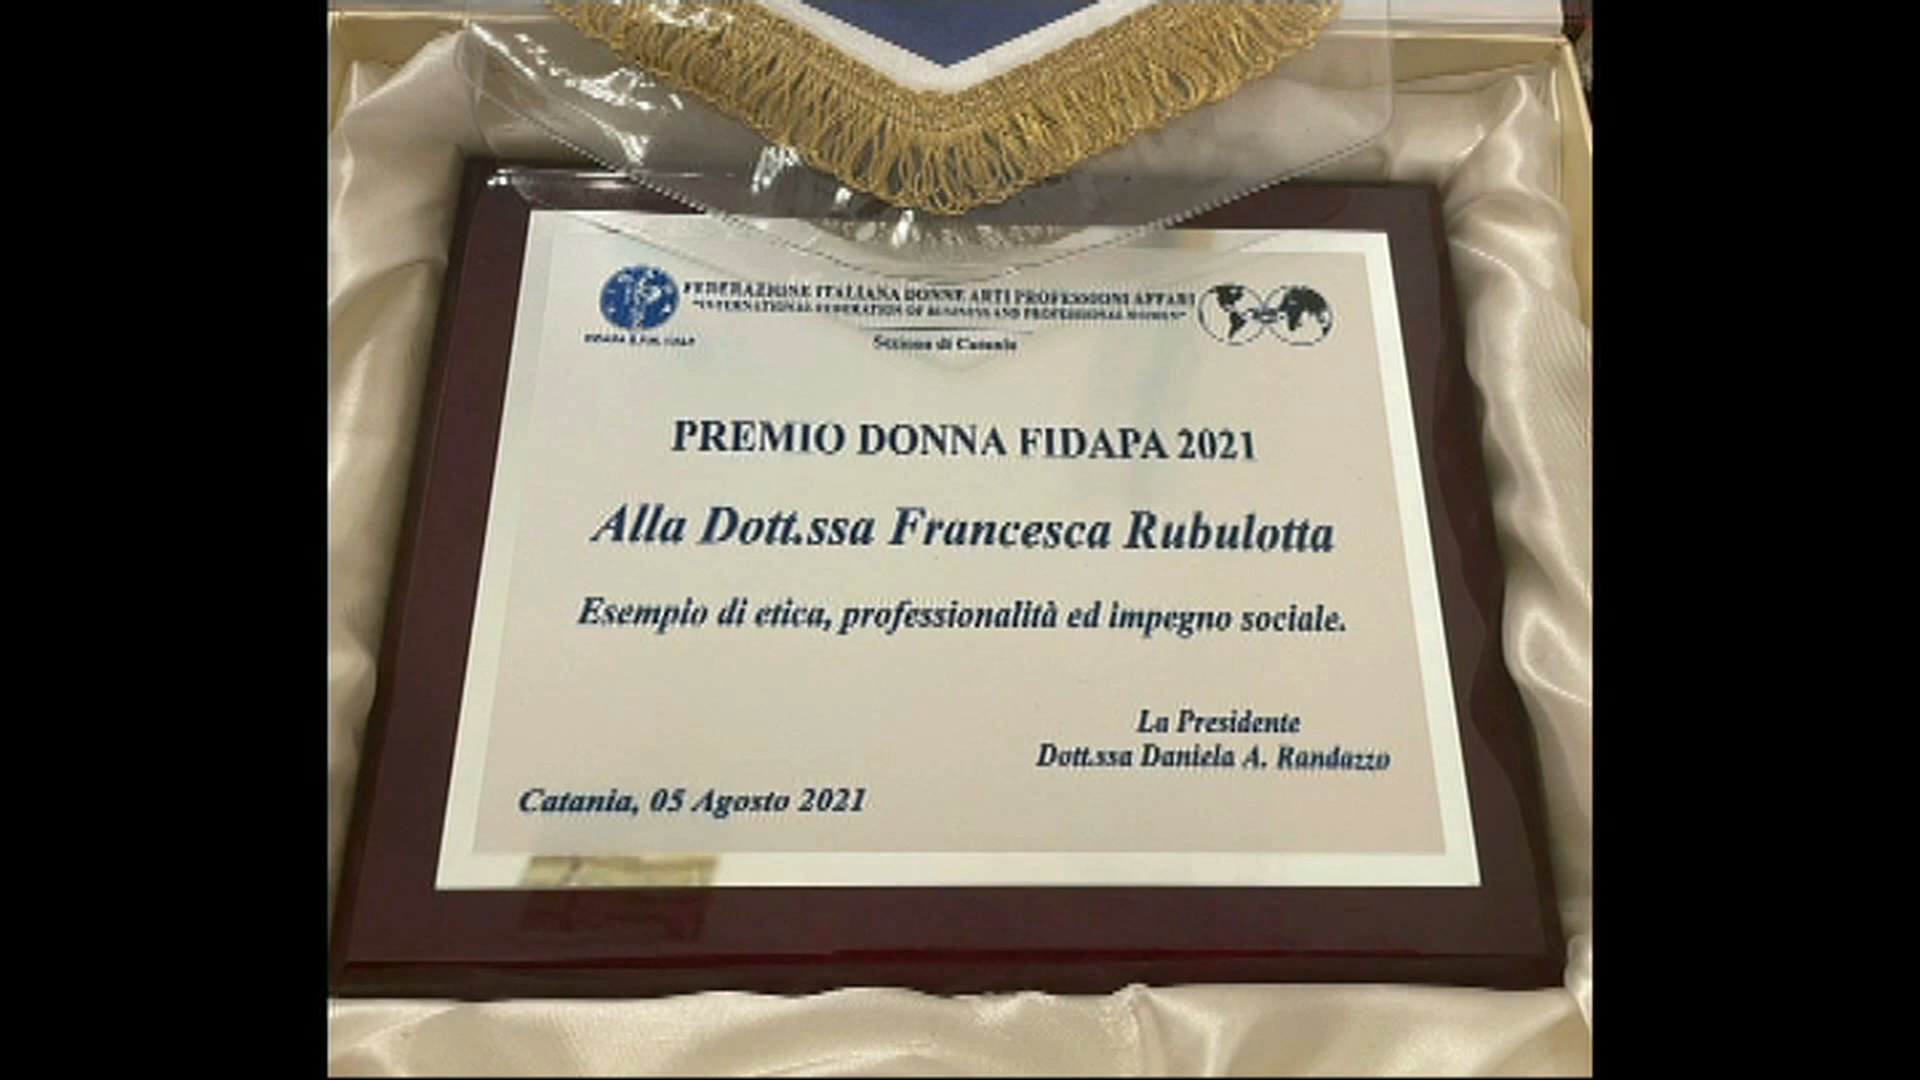 FEDERAZIONE ITALIANA DONNE ARTI PROFESSIONI AFFARI
"INTERNATIONAL FEDERATION OF BUSINESS AND PROFESSIONAL WOMEN"
FIDAPA B.P.W. ITALY
Sezione di Catania
PREMIO DONNA FIDAPA 2021
Alla Dott.ssa Francesca Rubulotta
Esempio di etica, professionalità ed impegno sociale.
La Presidente
Dott.ssa Daniela A. Randazzo
Catania, 05 Agosto 2021